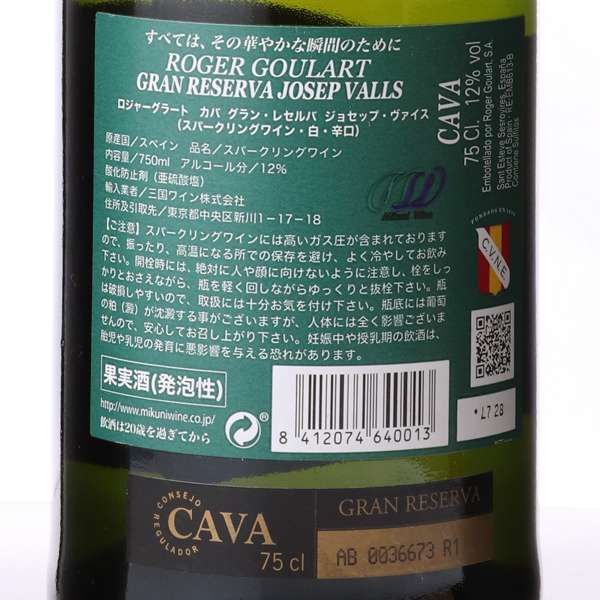 すべては、その華やかな瞬間のために
ROGER GOULART
GRAN RESERVA JOSEP VALLS
ロジャーグラート カバ グラン・レセルバ ジョセップ・ヴァイス
(スパークリングワイン・白・辛口)
原産国/スペイン 品名/スパークリングワイン
内容量/750ml アルコール分/12%
酸化防止剤(亜硫酸塩)
輸入業者/三国ワイン株式会社
住所及引取先/東京都中央区新川1-17-18
Mikuni Wine
【ご注意】スパークリングワインには高いガス圧が含まれております
ので、振ったり、高温になる所での保存を避け、よく冷やしてお飲み
下さい。開栓時には、絶対に人や顔に向けないように注意し、栓をしっ
かりとおさえながら、瓶を軽く回しながらゆっくりと抜栓下さい。瓶
は破損しやすいので、取扱には十分お気を付け下さい。瓶底には葡萄
の粕(澱)が沈澱する事がございますが、人体には全く影響ございま
せんので、安心してお召し上がり下さい。妊娠中や授乳期の飲酒は、
胎児や乳児の発育に悪影響を与える恐れがあります。
果実酒(発泡性)
http://www.mikuniwine.co.jp/
飲酒は20歳を過ぎてから
8 412074 640013
CAVA
75 Cl. 12% vol
Embotellado por Roger Goulart, S.A.
Sant Esteve Sesrovires, España
Product of Spain · RE-EMB613-B
Contiene Sulfitos
C.V.N.E.
* L7 28
CONSEJO
REGULADOR
CAVA
75 cl
GRAN RESERVA
AB 0036673 R1